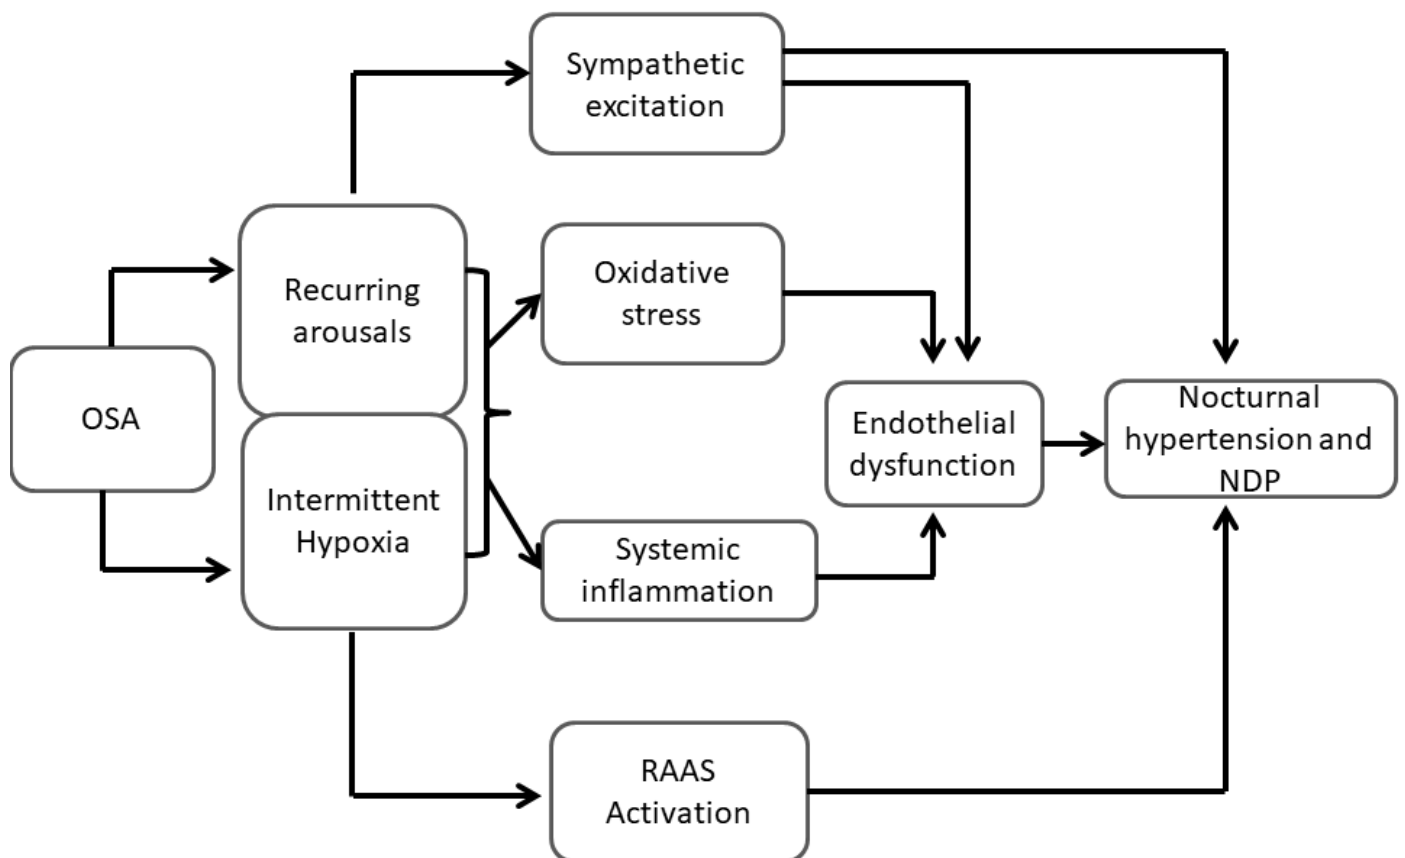 Sympathetic
excitation
Recurring
arousals
Oxidative
stress
OSA
Intermittent
Hypoxia
Endothelial
dysfunction
Nocturnal
hypertension and
NDP
Systemic
inflammation
RAAS
Activation